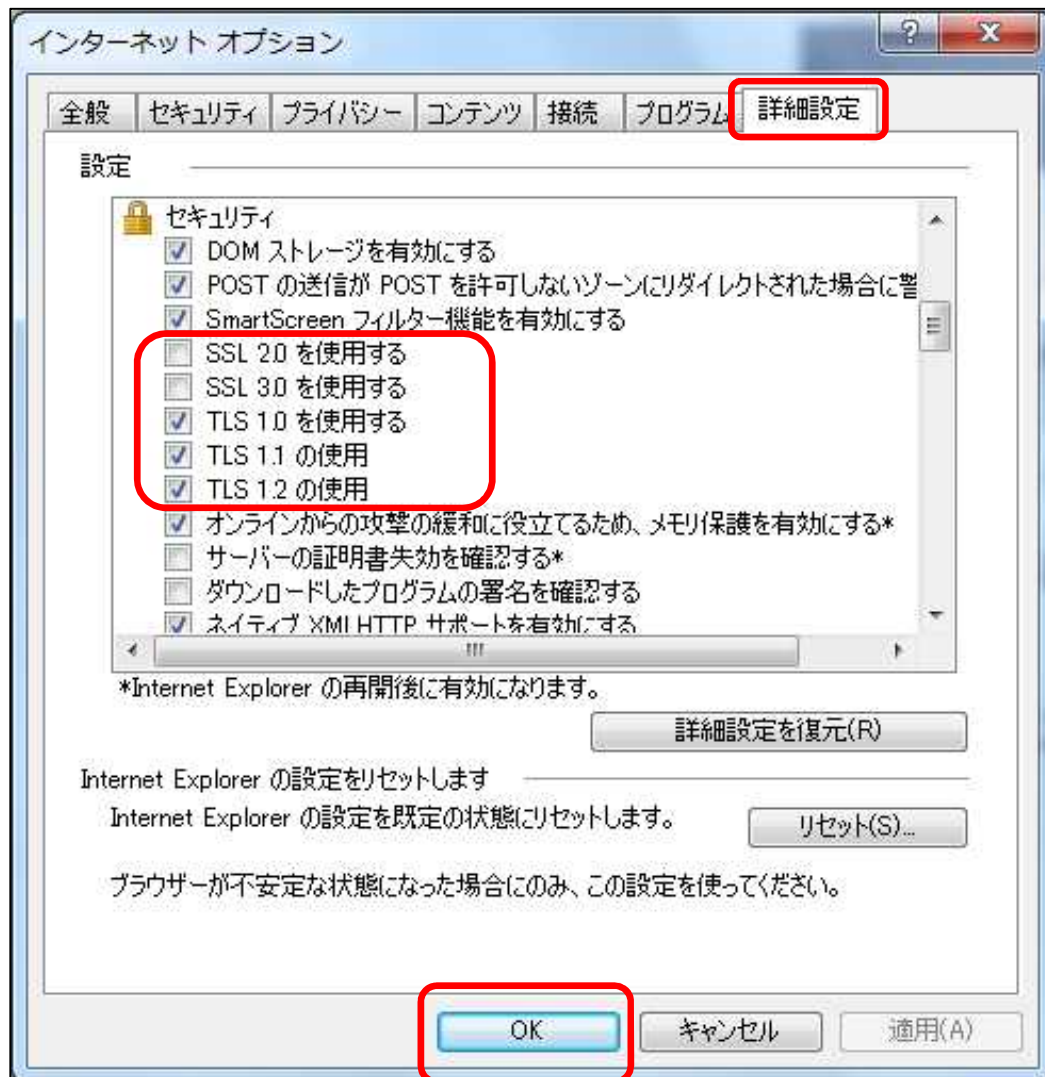 インターネット オプション
全般 セキュリティ プライバシー コンテンツ 接続 プログラム 詳細設定
設定
セキュリティ
DOM ストレージを有効にする
POST の送信が POST を許可しないゾーンにリダイレクトされた場合に警
SmartScreen フィルター機能を有効にする
SSL 2.0 を使用する
SSL 3.0 を使用する
TLS 1.0 を使用する
TLS 1.1 の使用
TLS 1.2 の使用
オンラインからの攻撃の緩和に役立てるため、メモリ保護を有効にする*
サーバーの証明書失効を確認する*
ダウンロードしたプログラムの署名を確認する
ネイティブ XMLHTTP サポートを有効にする
*Internet Explorer の再開後に有効になります。
詳細設定を復元(R)
Internet Explorer の設定をリセットします
Internet Explorer の設定を既定の状態にリセットします。
リセット(S)...
ブラウザーが不安定な状態になった場合にのみ、この設定を使ってください。
OK キャンセル 適用(A)